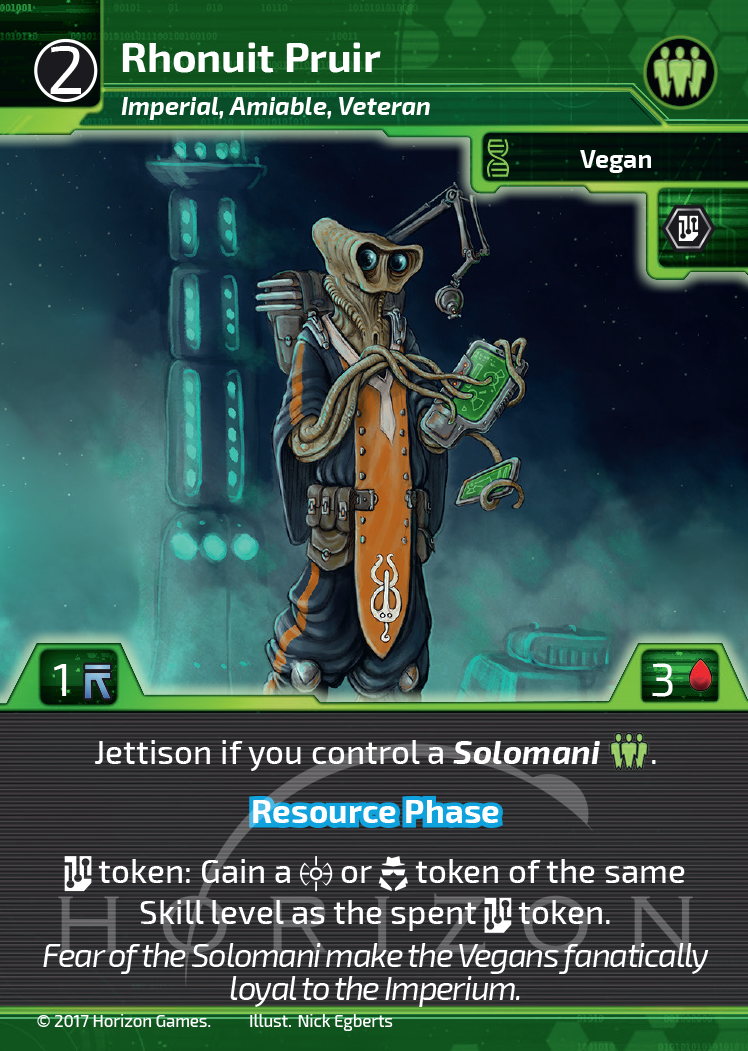 2
Rhonuit Pruir
Imperial, Amiable, Veteran
Vegan
1
3
Jettison if you control a Solomani .
Resource Phase
token: Gain a or token of the same
Skill level as the spent token.
HORIZON
Fear of the Solomani make the Vegans fanatically
loyal to the Imperium.
© 2017 Horizon Games. Illust. Nick Egberts